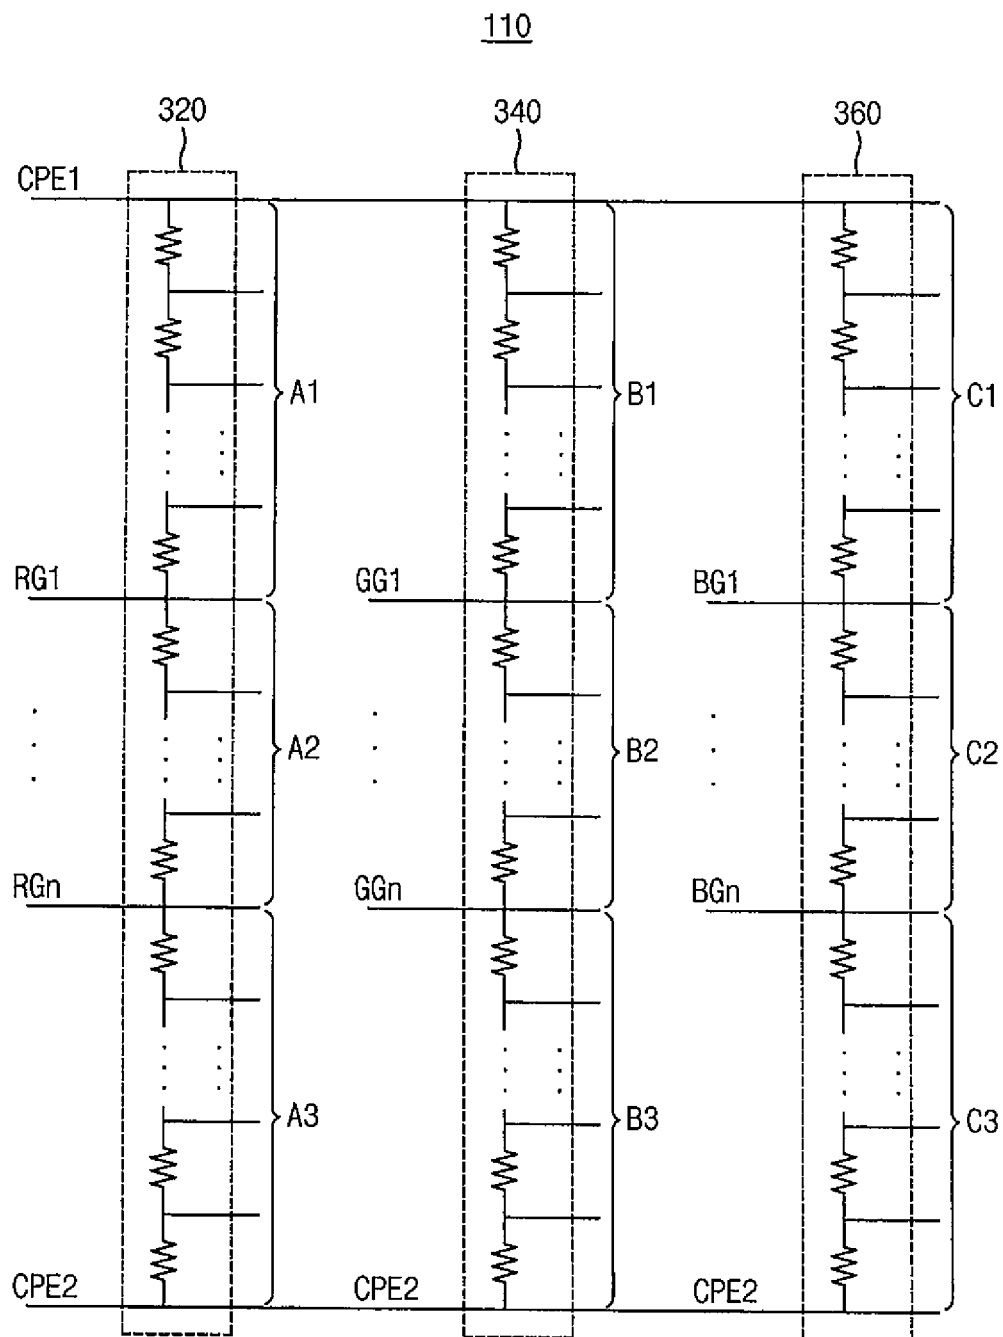 110
320 340 360
CPE1
A1 B1 C1
RG1 GG1 BG1
A2 B2 C2
RGn GGn BGn
A3 B3 C3
CPE2 CPE2 CPE2